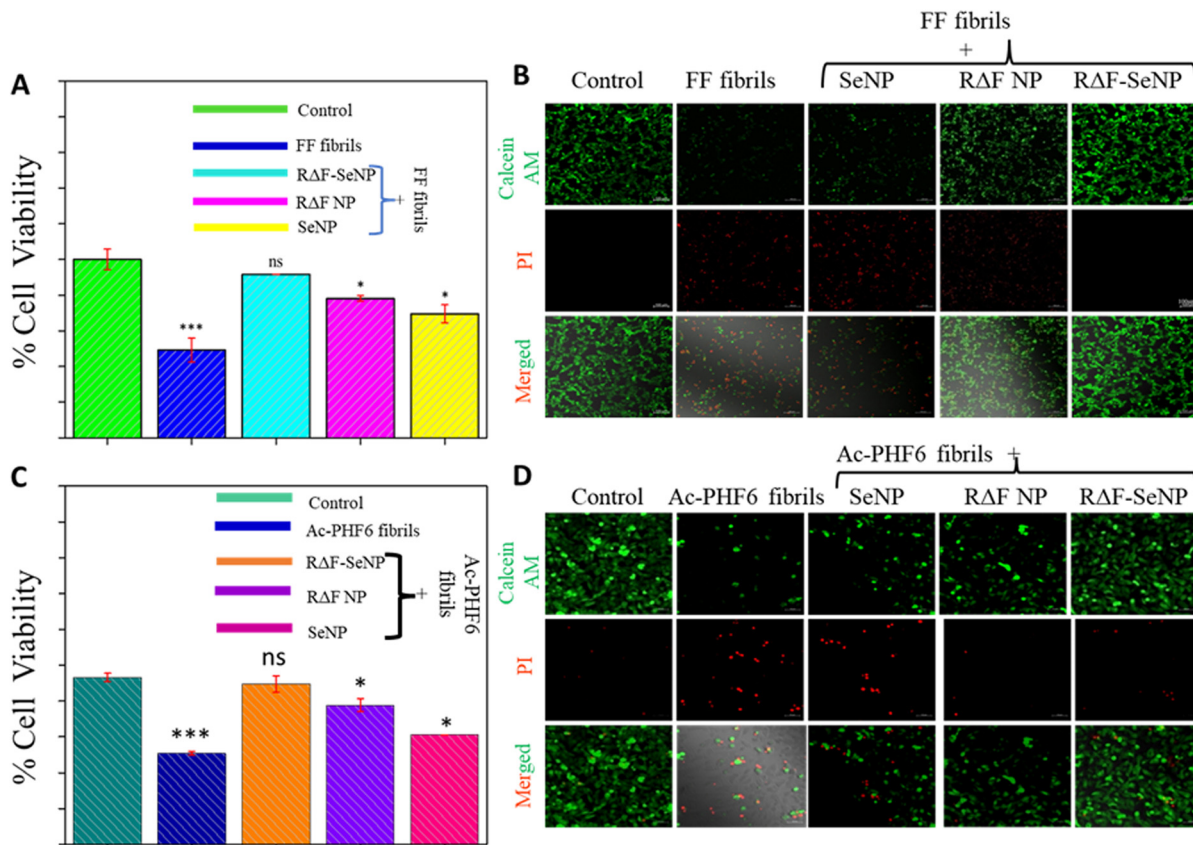 A
% Cell Viability
Control
FF fibrils
RΔF-SeNP
RΔF NP
SeNP
+
FF fibrils
***
ns
*
*
B
FF fibrils
+
Control
FF fibrils
SeNP
RΔF NP
RΔF-SeNP
Calcein
AM
PI
Merged
C
% Cell Viability
Control
Ac-PHF6 fibrils
RΔF-SeNP
RΔF NP
SeNP
+
Ac-PHF6
fibrils
***
ns
*
*
D
Ac-PHF6 fibrils +
Control
Ac-PHF6 fibrils
SeNP
RΔF NP
RΔF-SeNP
Calcein
AM
PI
Merged